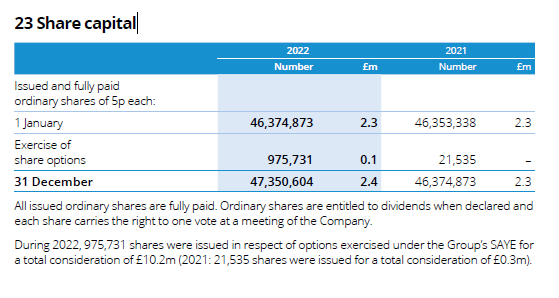 23 Share capital
2022 2021
Number £m Number £m
Issued and fully paid
ordinary shares of 5p each:
1 January 46,374,873 2.3 46,353,338 2.3
Exercise of
share options 975,731 0.1 21,535 –
31 December 47,350,604 2.4 46,374,873 2.3
All issued ordinary shares are fully paid. Ordinary shares are entitled to dividends when declared and
each share carries the right to one vote at a meeting of the Company.
During 2022, 975,731 shares were issued in respect of options exercised under the Group's SAYE for
a total consideration of £10.2m (2021: 21,535 shares were issued for a total consideration of £0.3m).